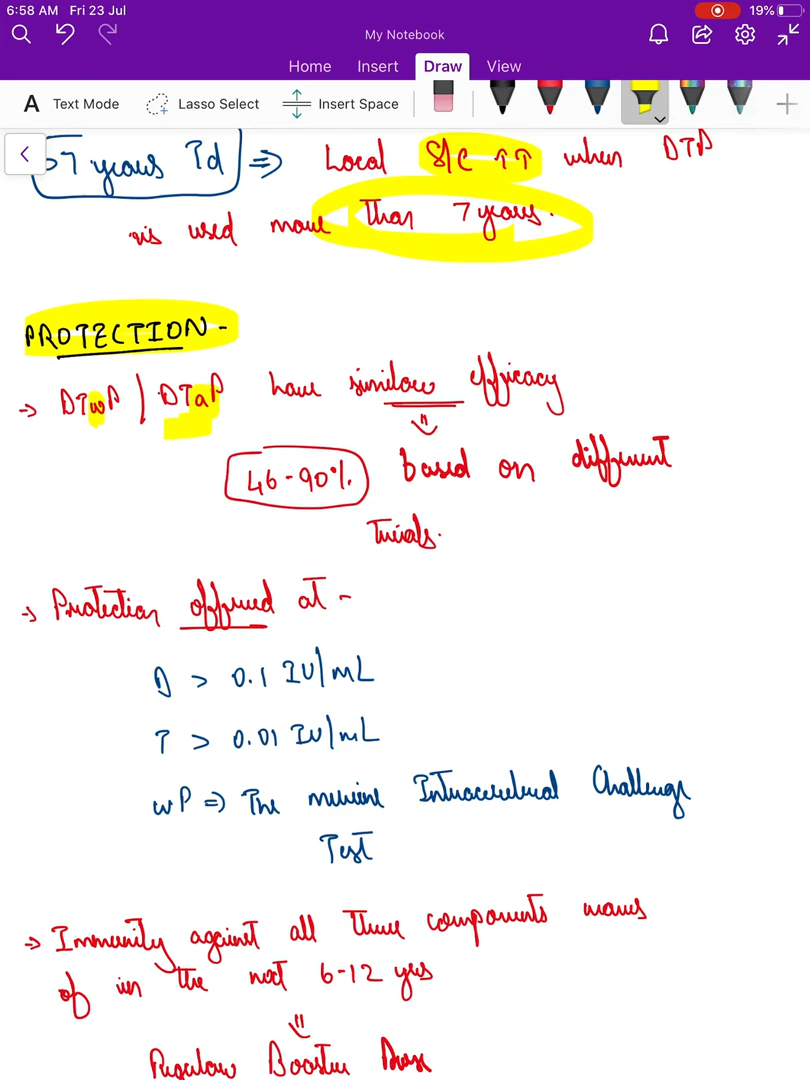 6:58 AM Fri 23 Jul 19%
My Notebook
Home Insert Draw View
A Text Mode Lasso Select Insert Space
>7 years Td => Local S/E ↑↑ when DTP
is used more than 7 years.
PROTECTION -
→ DTwP / DTaP have similar efficacy
46-90% based on different
Trials.
→ Protection offered at -
D > 0.1 IU/mL
T > 0.01 IU/mL
wP => The murine Intracerebral Challenge
Test
→ Immunity against all three components wanes
of in the next 6-12 yrs
Regular Booster Dose